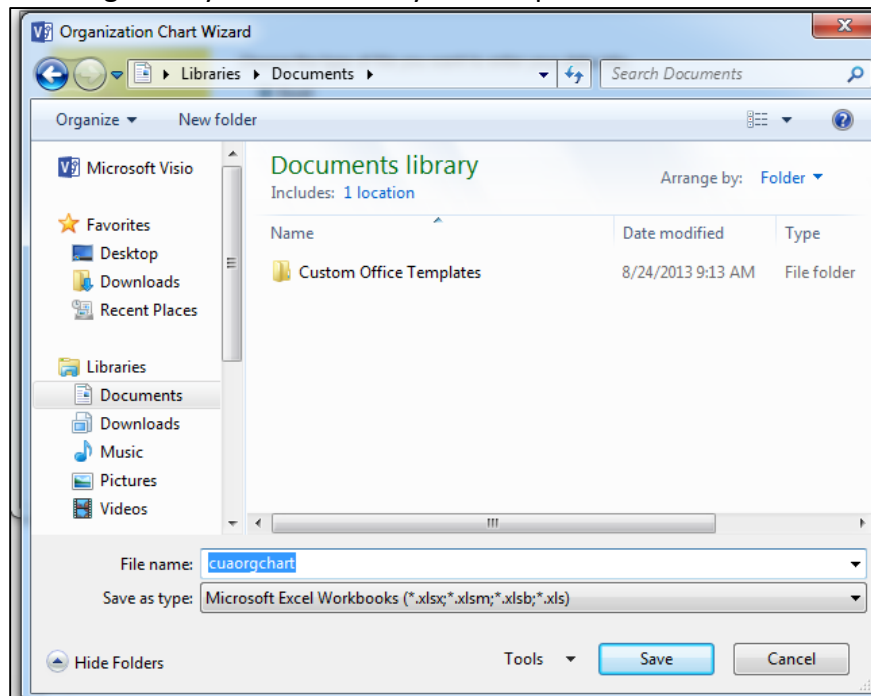 Organization Chart Wizard
Libraries Documents Search Documents
Organize New folder
Microsoft Visio
Favorites
Desktop
Downloads
Recent Places
Libraries
Documents
Downloads
Music
Pictures
Videos
Documents library
Includes: 1 location
Arrange by: Folder
Name Date modified Type
Custom Office Templates 8/24/2013 9:13 AM File folder
File name: cuaorgchart
Save as type: Microsoft Excel Workbooks (*.xlsx;*.xlsm;*.xlsb;*.xls)
Hide Folders Tools Save Cancel